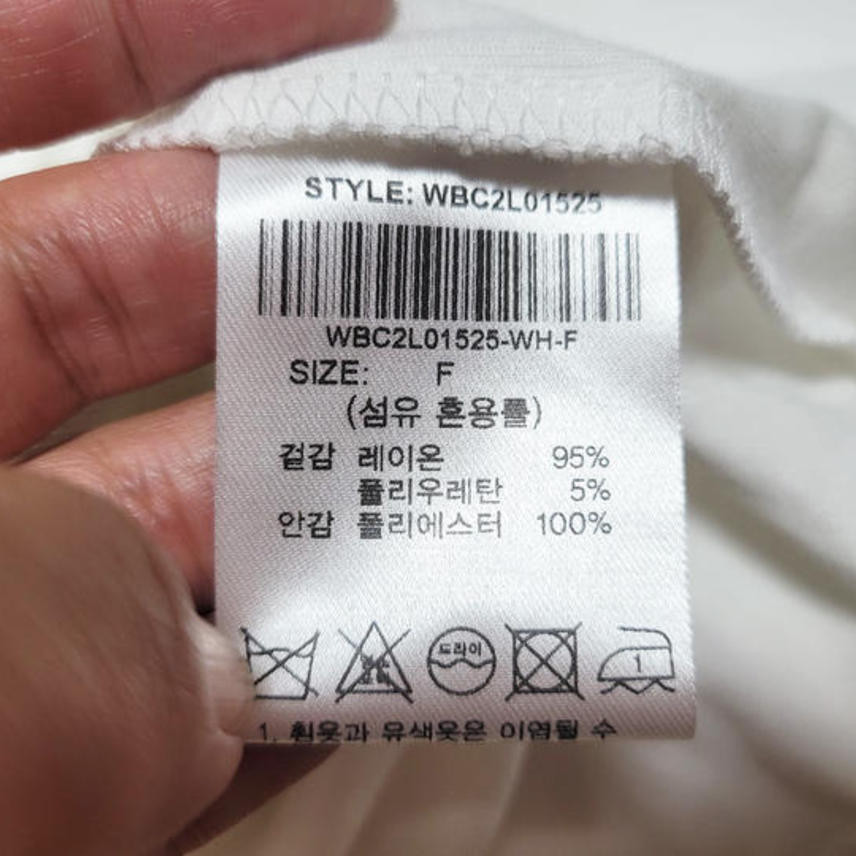 STYLE: WBC2L01525
WBC2L01525-WH-F
SIZE: F
(섬유 혼용률)
겉감 레이온 95%
폴리우레탄 5%
안감 폴리에스터 100%
드라이
1
1. 흰옷과 유색옷은 이염될 수